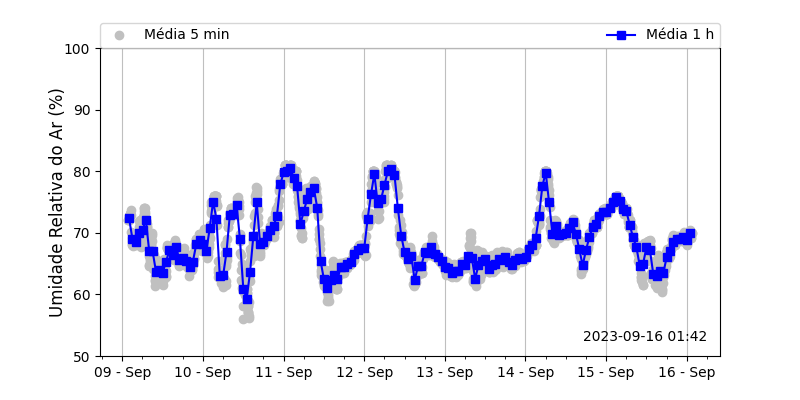 Média 5 min Média 1 h
100
90
80
70
60
50
Umidade Relativa do Ar (%)
2023-09-16 01:42
09 - Sep 10 - Sep 11 - Sep 12 - Sep 13 - Sep 14 - Sep 15 - Sep 16 - Sep